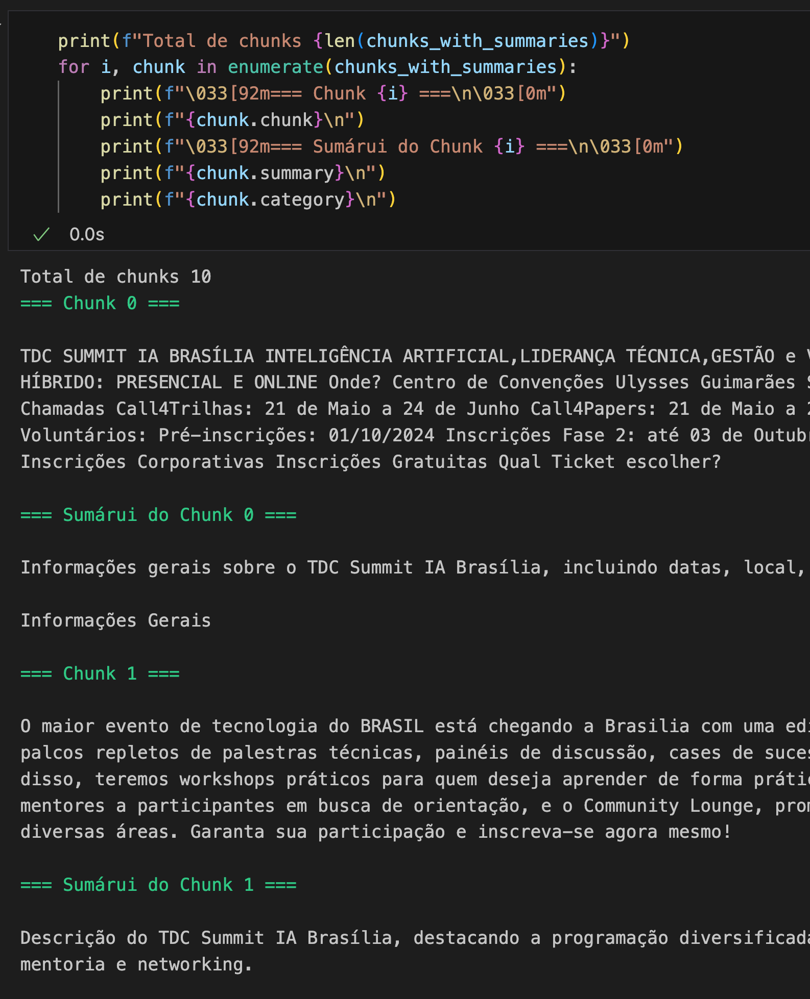 print(f"Total de chunks {len(chunks_with_summaries)}")
for i, chunk in enumerate(chunks_with_summaries):
    print(f"\033[92m=== Chunk {i} ===\n\033[0m")
    print(f"{chunk.chunk}\n")
    print(f"\033[92m=== Sumárui do Chunk {i} ===\n\033[0m")
    print(f"{chunk.summary}\n")
    print(f"{chunk.category}\n")
0.0s
Total de chunks 10
=== Chunk 0 ===
TDC SUMMIT IA BRASÍLIA INTELIGÊNCIA ARTIFICIAL,LIDERANÇA TÉCNICA,GESTÃO e
HÍBRIDO: PRESENCIAL E ONLINE Onde? Centro de Convenções Ulysses Guimarães
Chamadas Call4Trilhas: 21 de Maio a 24 de Junho Call4Papers: 21 de Maio a
Voluntários: Pré-inscrições: 01/10/2024 Inscrições Fase 2: até 03 de Outub
Inscrições Corporativas Inscrições Gratuitas Qual Ticket escolher?
=== Sumárui do Chunk 0 ===
Informações gerais sobre o TDC Summit IA Brasília, incluindo datas, local,
Informações Gerais
=== Chunk 1 ===
O maior evento de tecnologia do BRASIL está chegando a Brasilia com uma edi
palcos repletos de palestras técnicas, painéis de discussão, cases de suces
disso, teremos workshops práticos para quem deseja aprender de forma prátic
mentores a participantes em busca de orientação, e o Community Lounge, prom
diversas áreas. Garanta sua participação e inscreva-se agora mesmo!
=== Sumárui do Chunk 1 ===
Descrição do TDC Summit IA Brasília, destacando a programação diversificada
mentoria e networking.